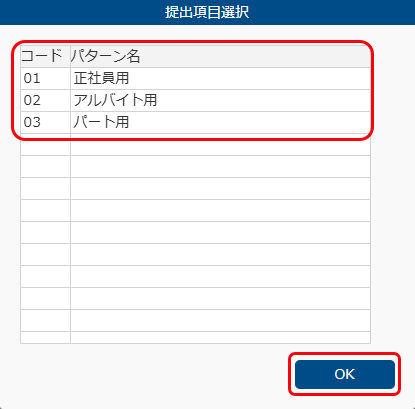 提出項目選択
コード パターン名
01 正社員用
02 アルバイト用
03 パート用
OK